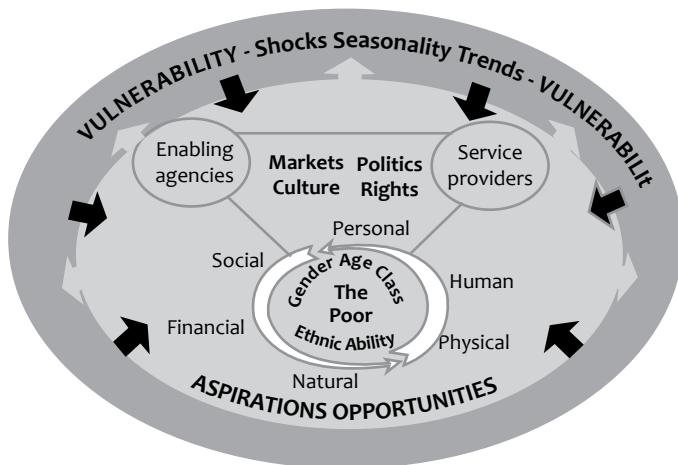 VULNERABILITY - Shocks Seasonality Trends - VULNERABILIt
Enabling
agencies
Markets Politics
Culture Rights
Service
providers
Personal
Social
Human
Gender Age Class
The
Poor
Ethnic Ability
Financial
Physical
Natural
ASPIRATIONS OPPORTUNITIES